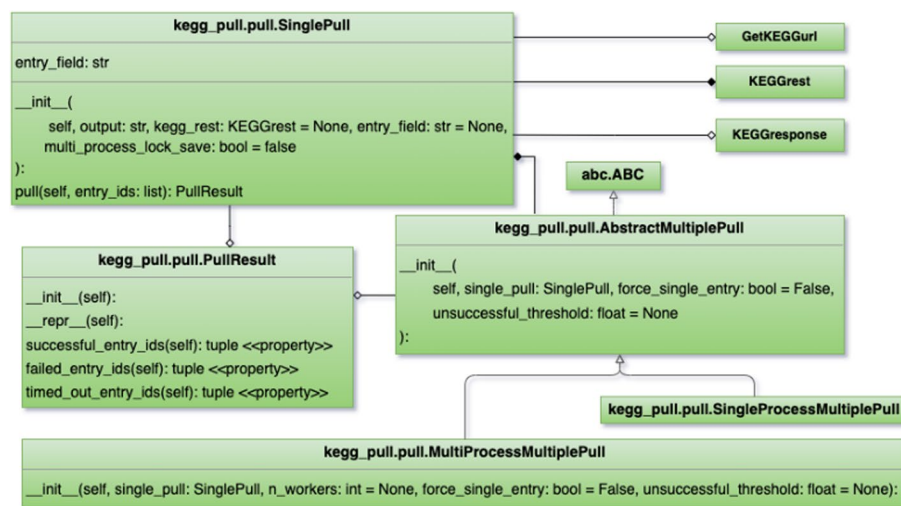 kegg_pull.pull.SinglePull
entry_field: str
__init__(
self, output: str, kegg_rest: KEGGrest = None, entry_field: str = None,
multi_process_lock_save: bool = false
):
pull(self, entry_ids: list): PullResult
GetKEGGurl
KEGGrest
KEGGresponse
abc.ABC
kegg_pull.pull.AbstractMultiplePull
__init__(
self, single_pull: SinglePull, force_single_entry: bool = False,
unsuccessful_threshold: float = None
):
kegg_pull.pull.PullResult
__init__(self):
__repr__(self):
successful_entry_ids(self): tuple <<property>>
failed_entry_ids(self): tuple <<property>>
timed_out_entry_ids(self): tuple <<property>>
kegg_pull.pull.SingleProcessMultiplePull
kegg_pull.pull.MultiProcessMultiplePull
__init__(self, single_pull: SinglePull, n_workers: int = None, force_single_entry: bool = False, unsuccessful_threshold: float = None):